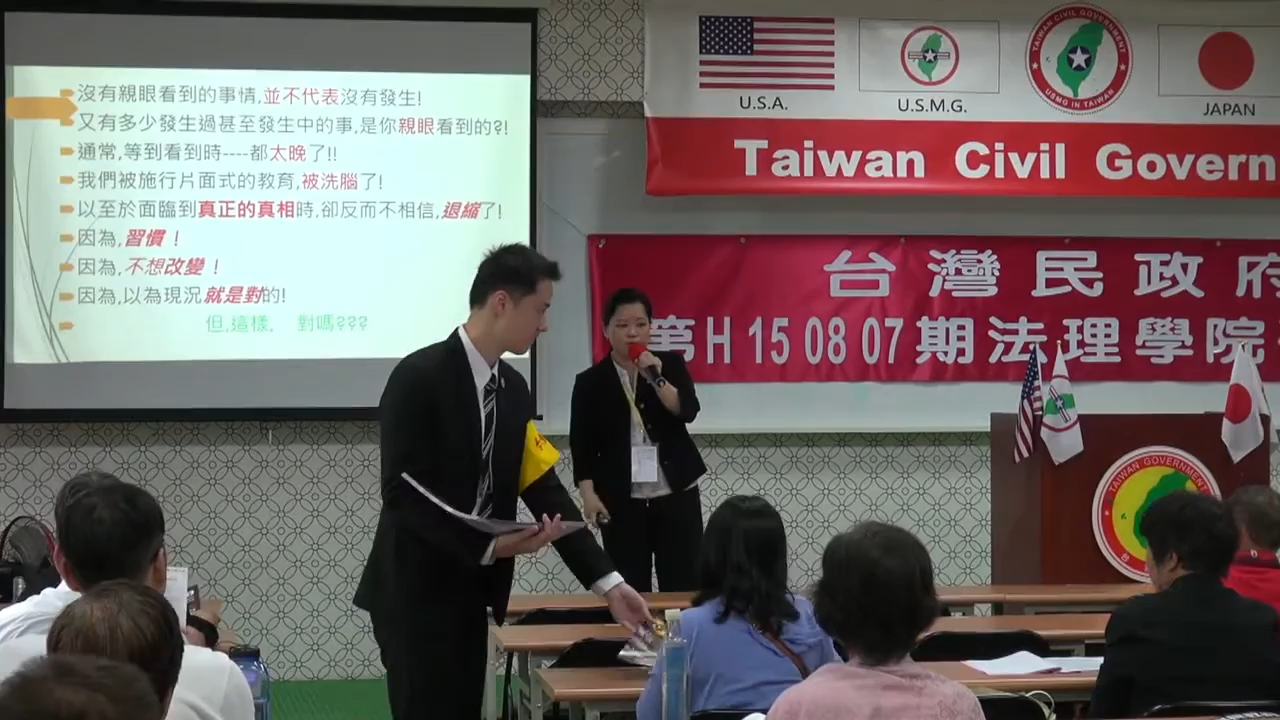 沒有親眼看到的事情,並不代表沒有發生!
又有多少發生過甚至發生中的事,是你親眼看到的?!
通常,等到看到時----都太晚了!!
我們被施行片面式的教育,被洗腦了!
以至於面臨到真正的真相時,卻反而不相信,退縮了!
因為,習慣!
因為,不想改變!
因為,以為現況就是對的!
但,這樣, 對嗎???
U.S.A.
U.S.M.G.
TAIWAN CIVIL GOVERNMENT
USMG IN TAIWAN
JAPAN
Taiwan Civil Govern
台灣民政府
第H 15 08 07期法理學院
TAIWAN GOVERNMENT